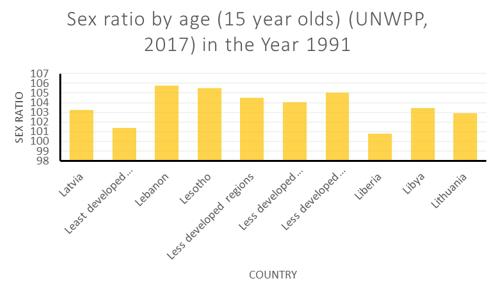 Sex ratio by age (15 year olds) (UNWPP,
2017) in the Year 1991
SEX RATIO
107
106
105
104
103
102
101
100
99
98
Latvia
Least developed...
Lebanon
Lesotho
Less developed regions
Less developed...
Less developed...
Liberia
Libya
Lithuania
COUNTRY